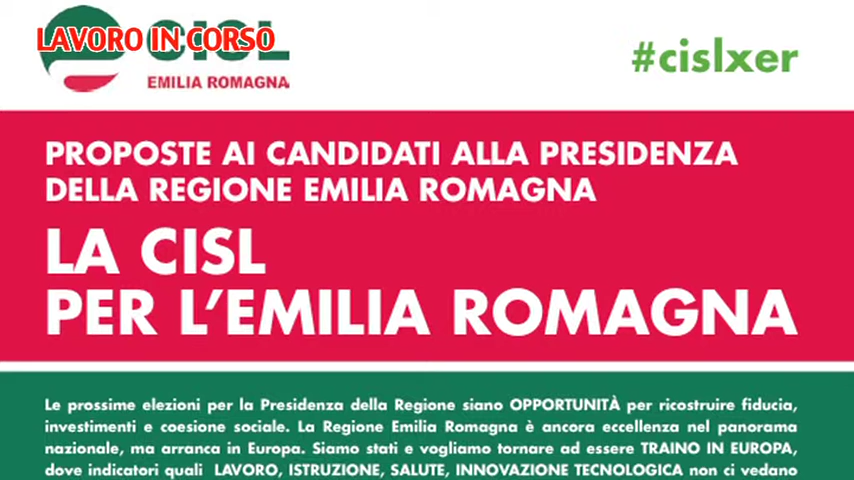 LAVORO IN CORSO
CISL
EMILIA ROMAGNA
#cislxer
PROPOSTE AI CANDIDATI ALLA PRESIDENZA
DELLA REGIONE EMILIA ROMAGNA
LA CISL
PER L'EMILIA ROMAGNA
Le prossime elezioni per la Presidenza della Regione siano OPPORTUNITÀ per ricostruire fiducia,
investimenti e coesione sociale. La Regione Emilia Romagna è ancora eccellenza nel panorama
nazionale, ma arranca in Europa. Siamo stati e vogliamo tornare ad essere TRAINO IN EUROPA,
dove indicatori quali LAVORO, ISTRUZIONE, SALUTE, INNOVAZIONE TECNOLOGICA non ci vedano